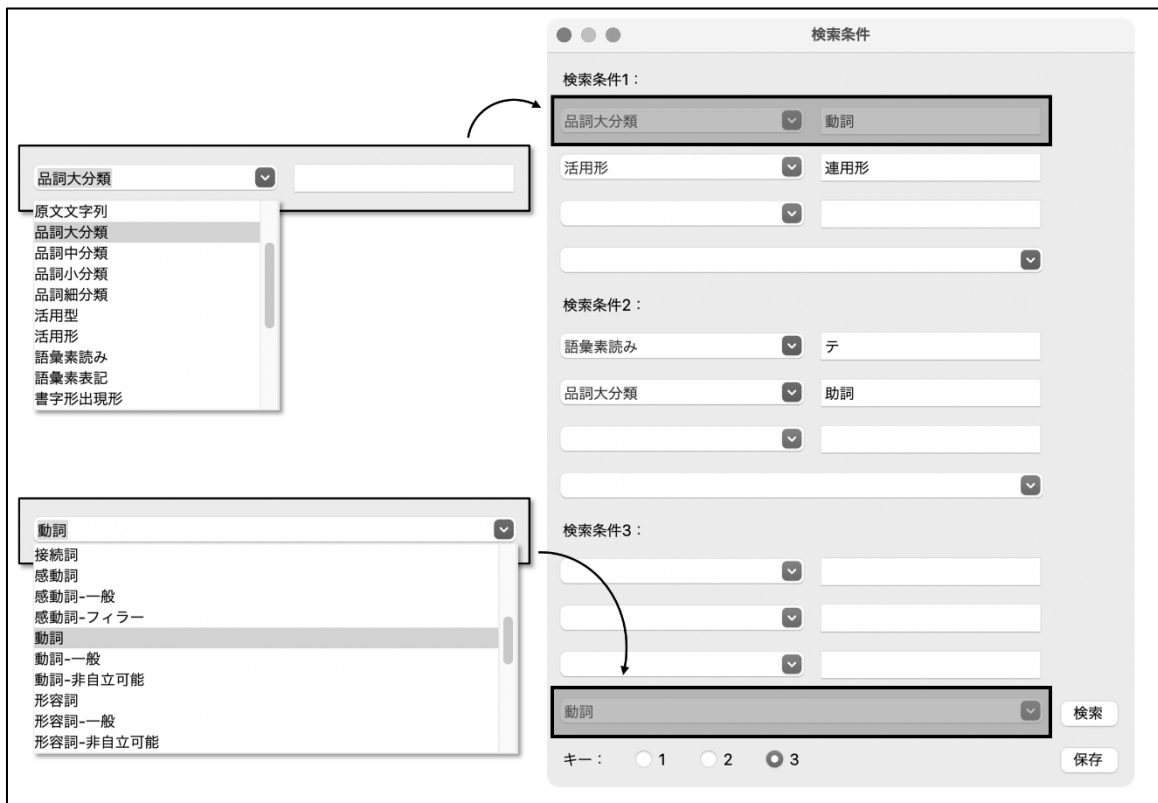 品詞大分類
原文文字列
品詞大分類
品詞中分類
品詞小分類
品詞細分類
活用型
活用形
語彙素読み
語彙素表記
書字形出現形
動詞
接続詞
感動詞
感動詞-一般
感動詞-フィラー
動詞
動詞-一般
動詞-非自立可能
形容詞
形容詞-一般
形容詞-非自立可能
検索条件
検索条件1：
品詞大分類 動詞
活用形 連用形
検索条件2：
語彙素読み テ
品詞大分類 助詞
検索条件3：
動詞 検索
キー： 1 2 3 保存